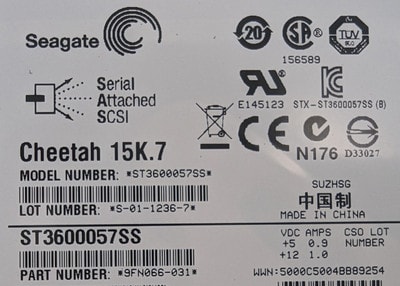 Seagate
20
SA
TUV
156589
Serial
Attached
SCSI
E145123 STX-ST3600057SS (B)
Cheetah 15K.7
N176
D33027
MODEL NUMBER: *ST3600057SS*
SUZHSG
中国制
LOT NUMBER: *S-01-1236-7*
MADE IN CHINA
ST3600057SS
VDC AMPS CSO LOT
+5 0.9 NUMBER
+12 1.0
PART NUMBER: *9FN066-031*
WWN:5000C5004BB89254